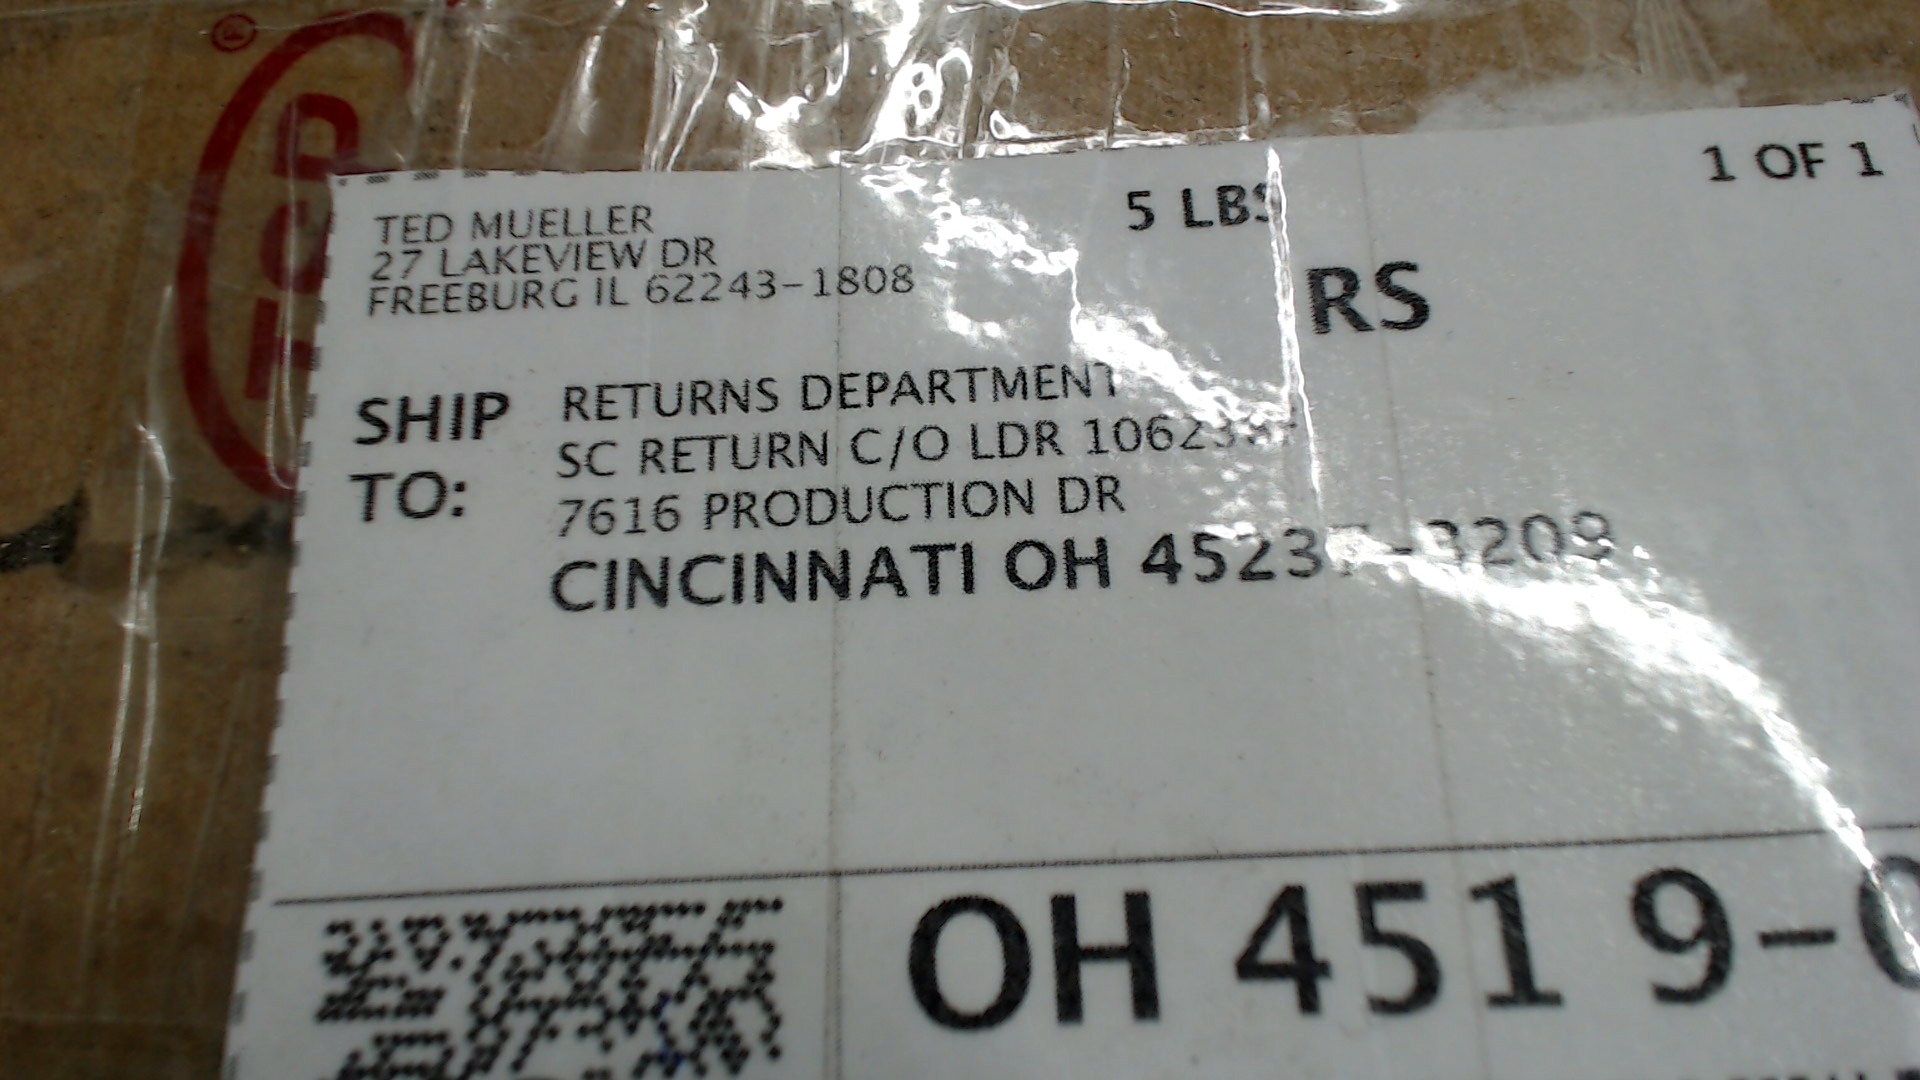 1 OF 1
5 LBS
RS
TED MUELLER
27 LAKEVIEW DR
FREEBURG IL 62243-1808
SHIP TO:
RETURNS DEPARTMENT
SC RETURN C/O LDR
7616 PRODUCTION DR
CINCINNATI OH
OH 451 9-0